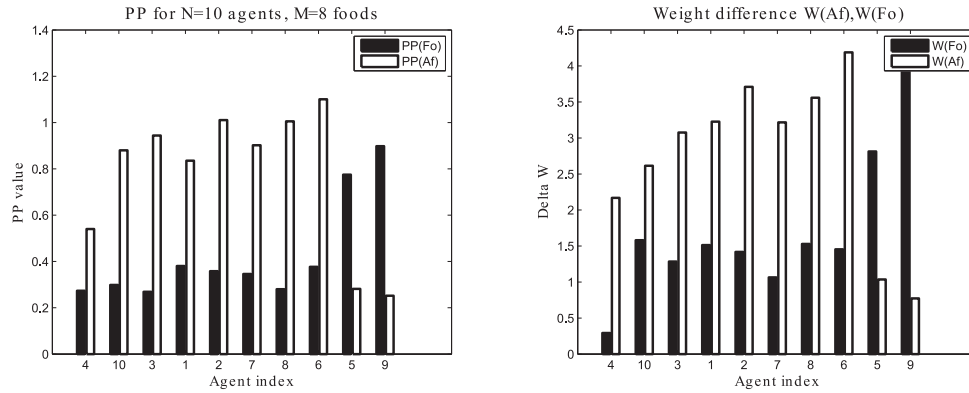 PP for N=10 agents, M=8 foods
1.4
1.2
1
0.8
0.6
0.4
0.2
0
PP value
PP(Fo)
PP(Af)
4 10 3 1 2 7 8 6 5 9
Agent index
Weight difference W(Af),W(Fo)
4.5
4
3.5
3
2.5
2
1.5
1
0.5
0
Delta W
W(Fo)
W(Af)
4 10 3 1 2 7 8 6 5 9
Agent index